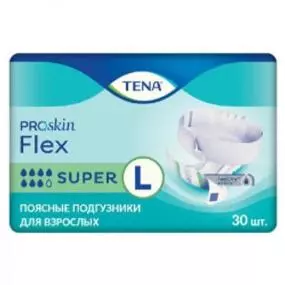 TENA
PROskin
Flex
SUPER L
ПОЯСНЫЕ ПОДГУЗНИКИ
ДЛЯ ВЗРОСЛЫХ
30 шт.